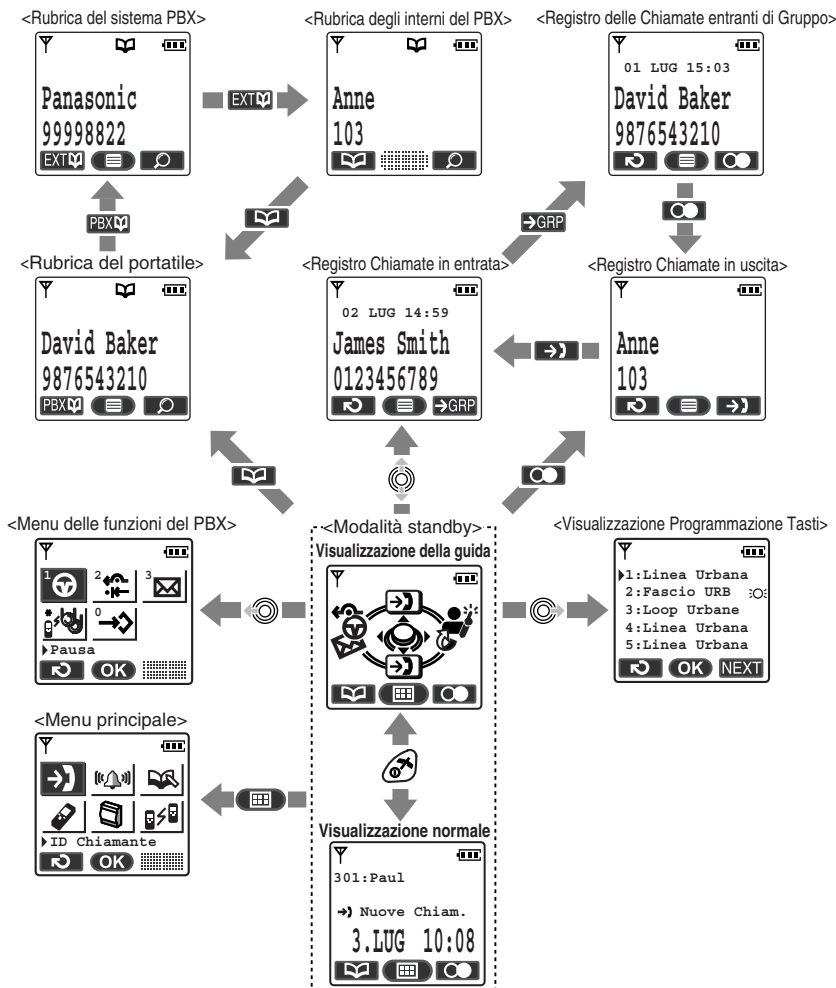 <Rubrica del sistema PBX>
Panasonic
99998822
EXT
EXT
<Rubrica degli interni del PBX>
Anne
103
<Registro delle Chiamate entranti di Gruppo>
01 LUG 15:03
David Baker
9876543210
PBX
GRP
<Rubrica del portatile>
David Baker
9876543210
PBX
<Registro Chiamate in entrata>
02 LUG 14:59
James Smith
0123456789
GRP
<Registro Chiamate in uscita>
Anne
103
<Menu delle funzioni del PBX>
1
2
3
*
0
Pausa
OK
<Modalità standby>
Visualizzazione della guida
<Visualizzazione Programmazione Tasti>
1:Linea Urbana
2:Fascio URB
3:Loop Urbane
4:Linea Urbana
5:Linea Urbana
OK NEXT
<Menu principale>
ID Chiamante
OK
Visualizzazione normale
301:Paul
Nuove Chiam.
3.LUG 10:08